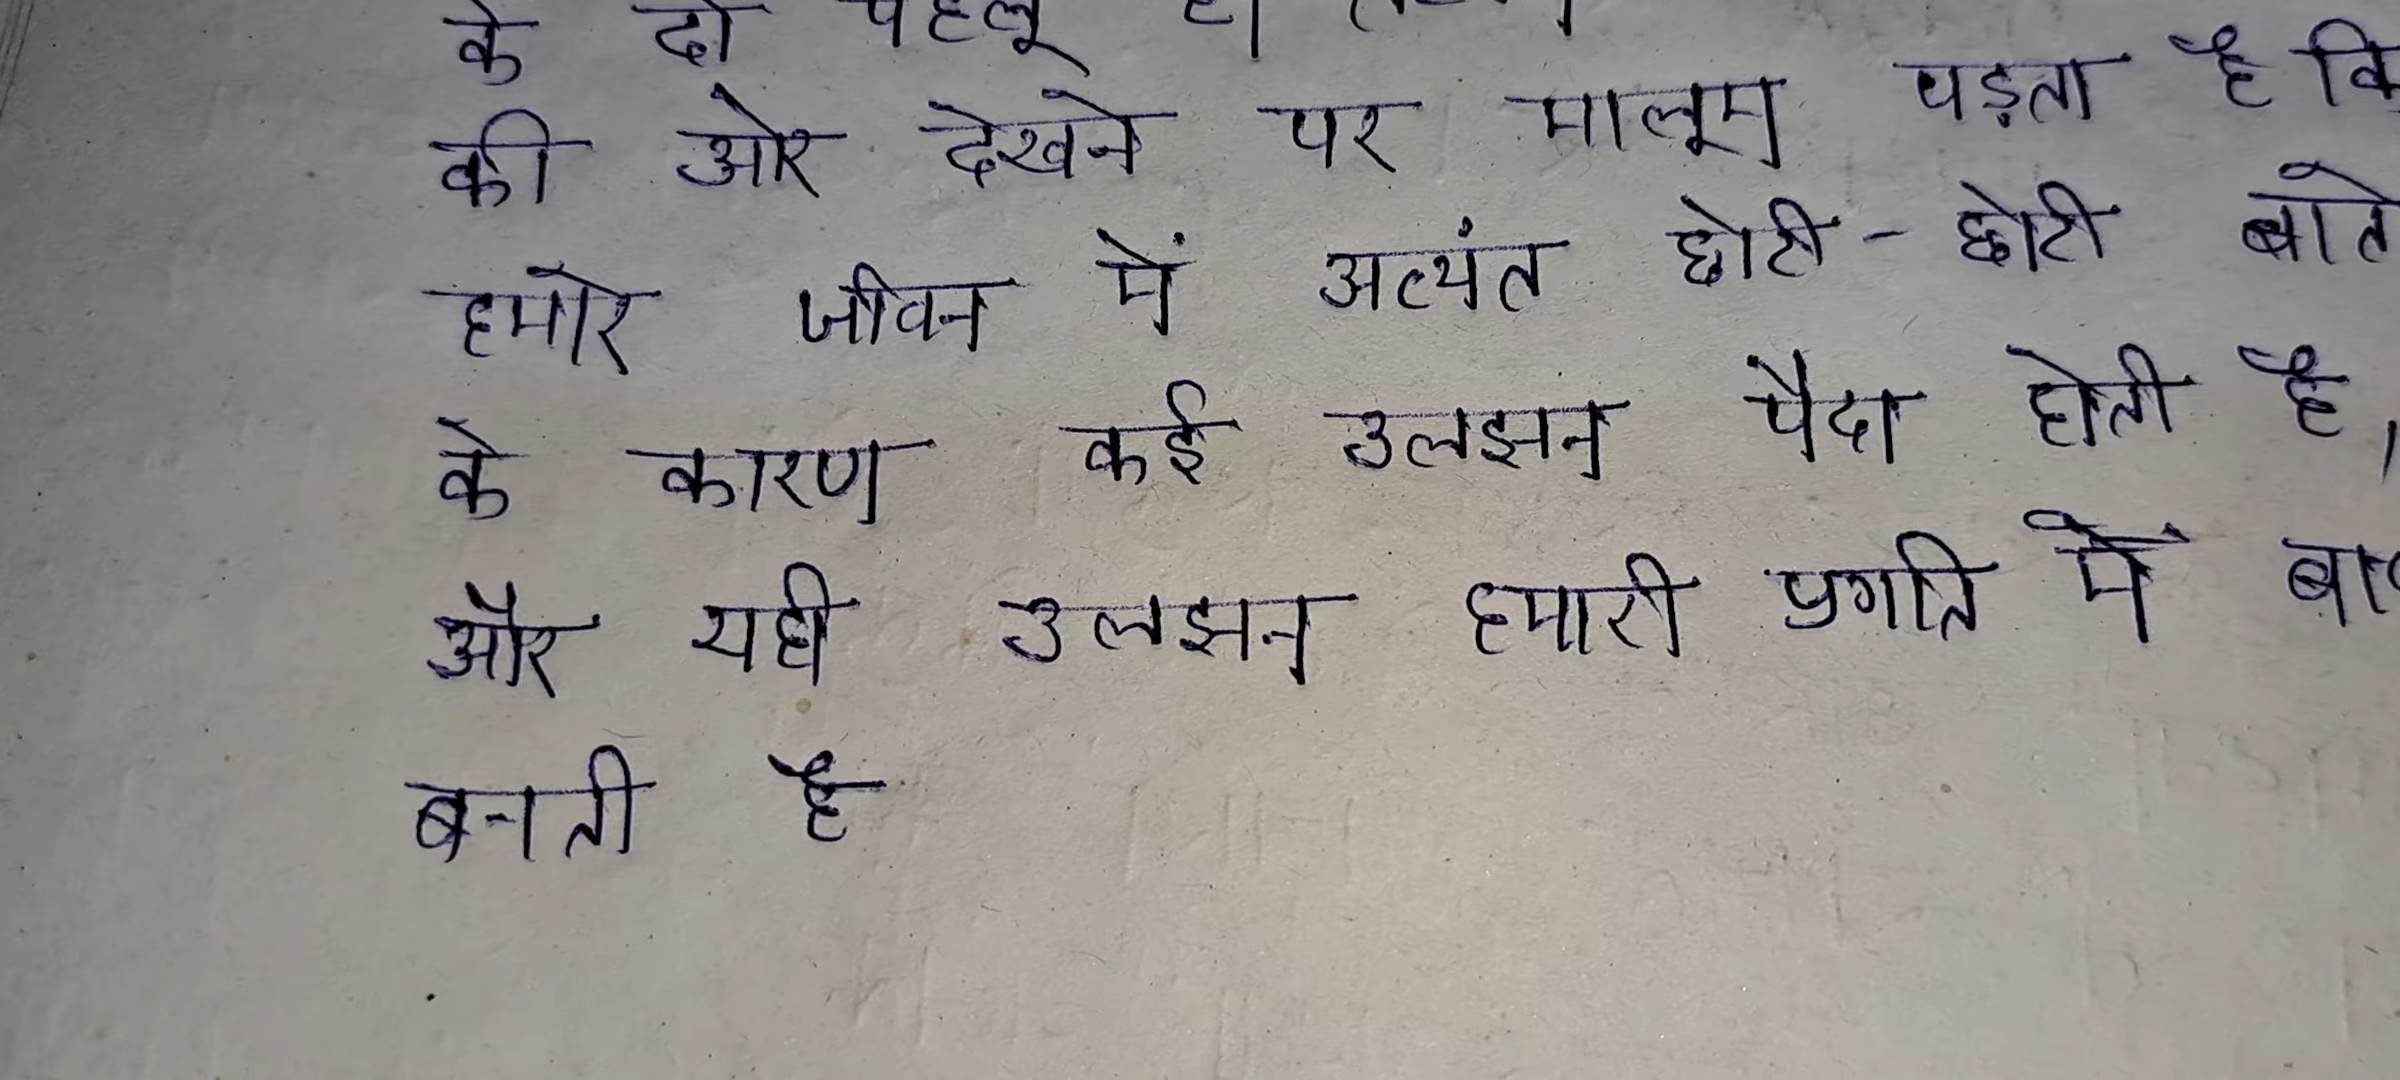 के दो पहलू
की ओर देखने पर मालूम पड़ता है कि
हमारे जीवन में अत्यंत छोटी - छोटी बाते
के कारण कई उलझन पैदा होती है,
और यही उलझन हमारी प्रगति में
बनती है